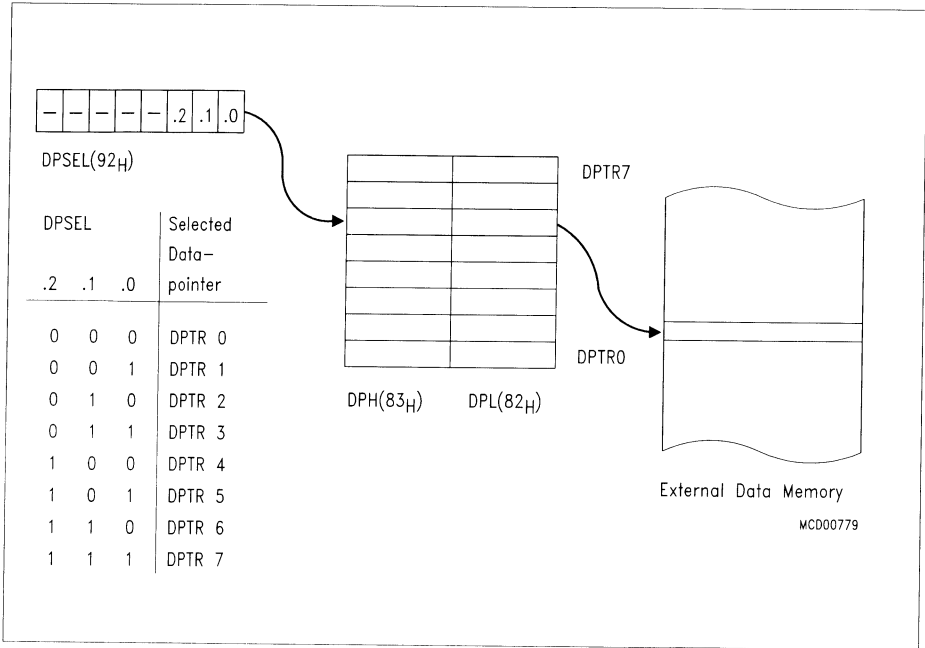 – – – – – .2 .1 .0
DPSEL(92H)
DPSEL Selected
Data–
.2 .1 .0 pointer
0 0 0 DPTR 0
0 0 1 DPTR 1
0 1 0 DPTR 2
0 1 1 DPTR 3
1 0 0 DPTR 4
1 0 1 DPTR 5
1 1 0 DPTR 6
1 1 1 DPTR 7
DPTR7
DPTR0
DPH(83H) DPL(82H)
External Data Memory
MCD00779